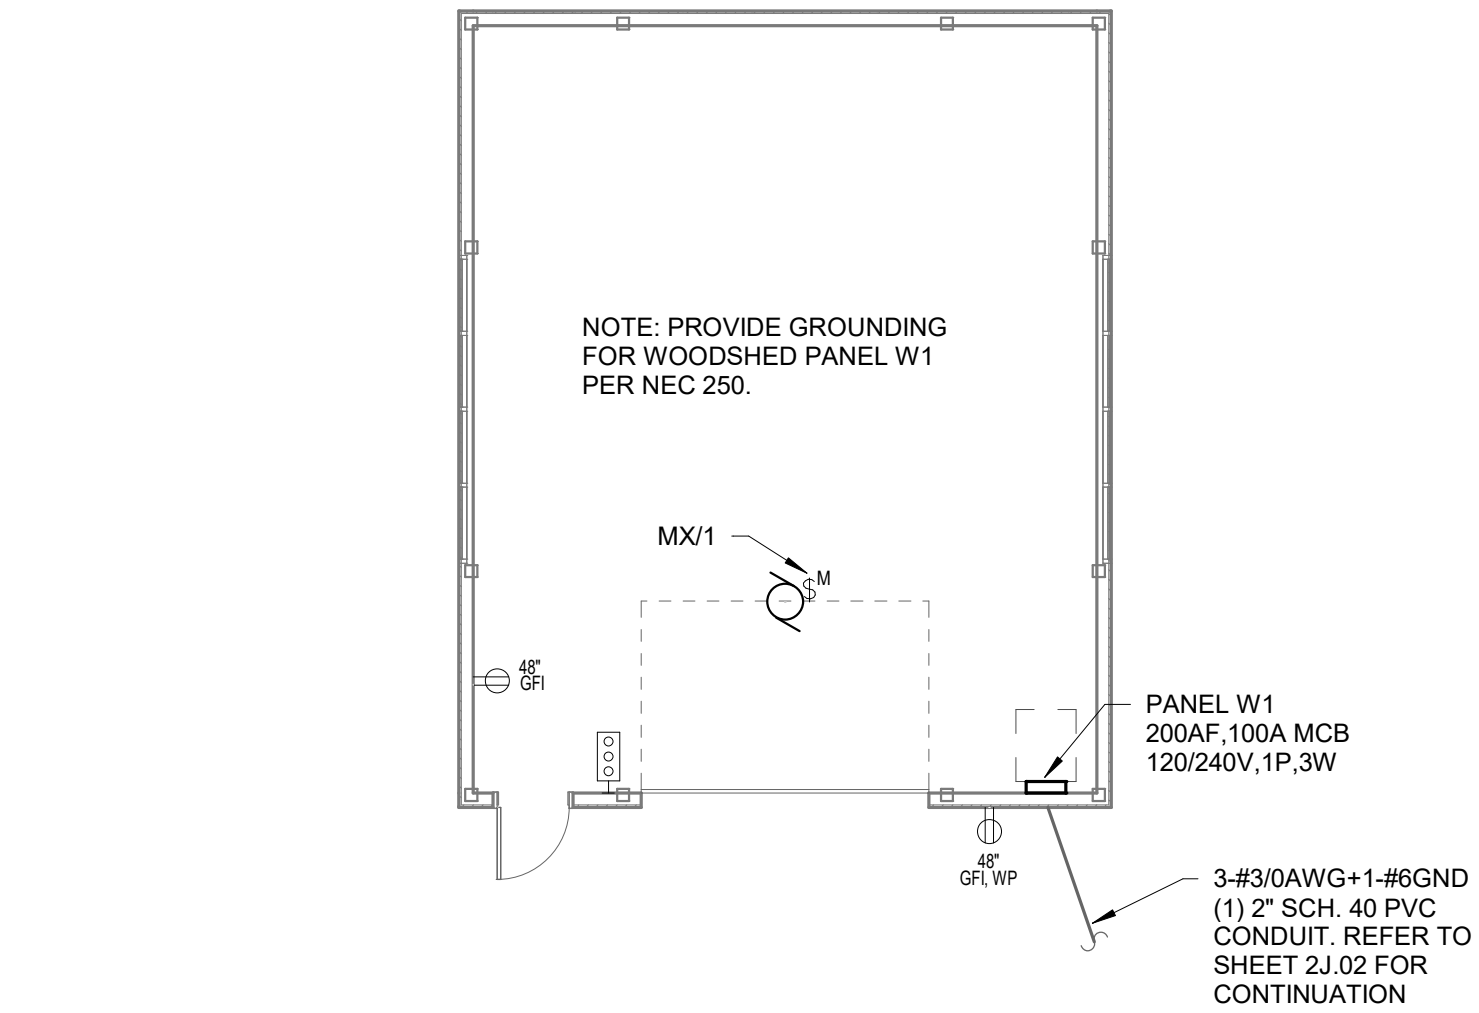 NOTE: PROVIDE GROUNDING
FOR WOODSHED PANEL W1
PER NEC 250.
MX/1
$M
48"
GFI
PANEL W1
200AF,100A MCB
120/240V,1P,3W
48"
GFI, WP
3-#3/0AWG+1-#6GND
(1) 2" SCH. 40 PVC
CONDUIT. REFER TO
SHEET 2J.02 FOR
CONTINUATION